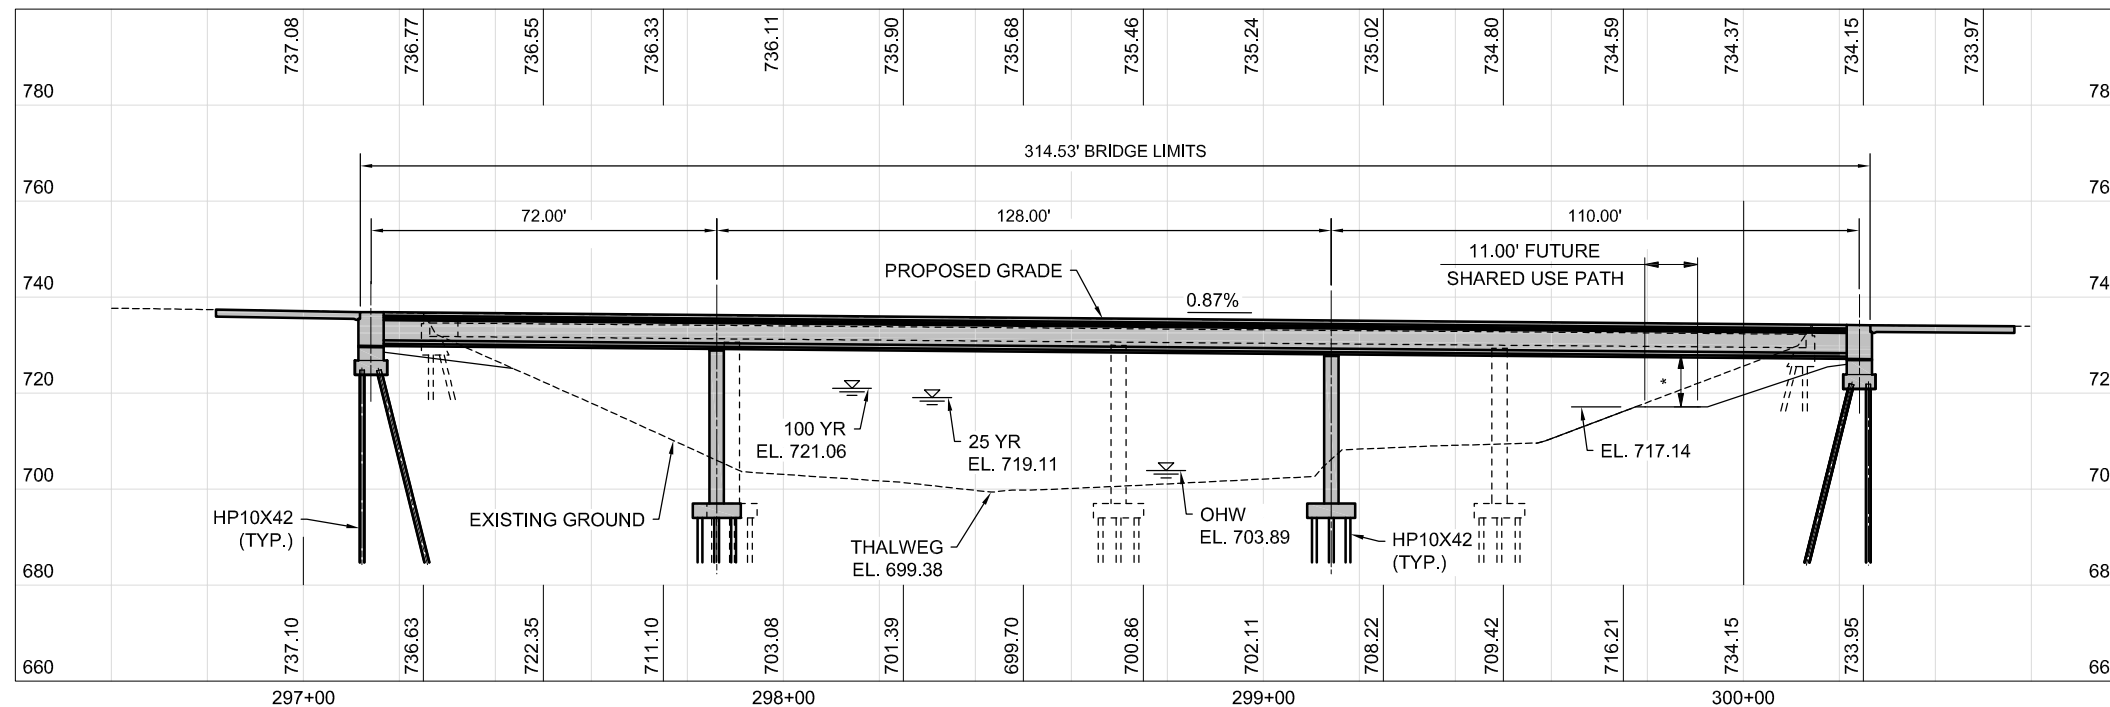 737.08
736.77
736.55
736.33
736.11
735.90
735.68
735.46
735.24
735.02
734.80
734.59
734.37
734.15
733.97
780
78
314.53' BRIDGE LIMITS
760
76
72.00'
128.00'
110.00'
11.00' FUTURE
SHARED USE PATH
PROPOSED GRADE
0.87%
740
74
720
72
*
100 YR
EL. 721.06
25 YR
EL. 719.11
EL. 717.14
700
70
HP10X42
(TYP.)
EXISTING GROUND
THALWEG
EL. 699.38
OHW
EL. 703.89
HP10X42
(TYP.)
680
68
737.10
736.63
722.35
711.10
703.08
701.39
699.70
700.86
702.11
708.22
709.42
716.21
734.15
733.95
660
66
297+00
298+00
299+00
300+00